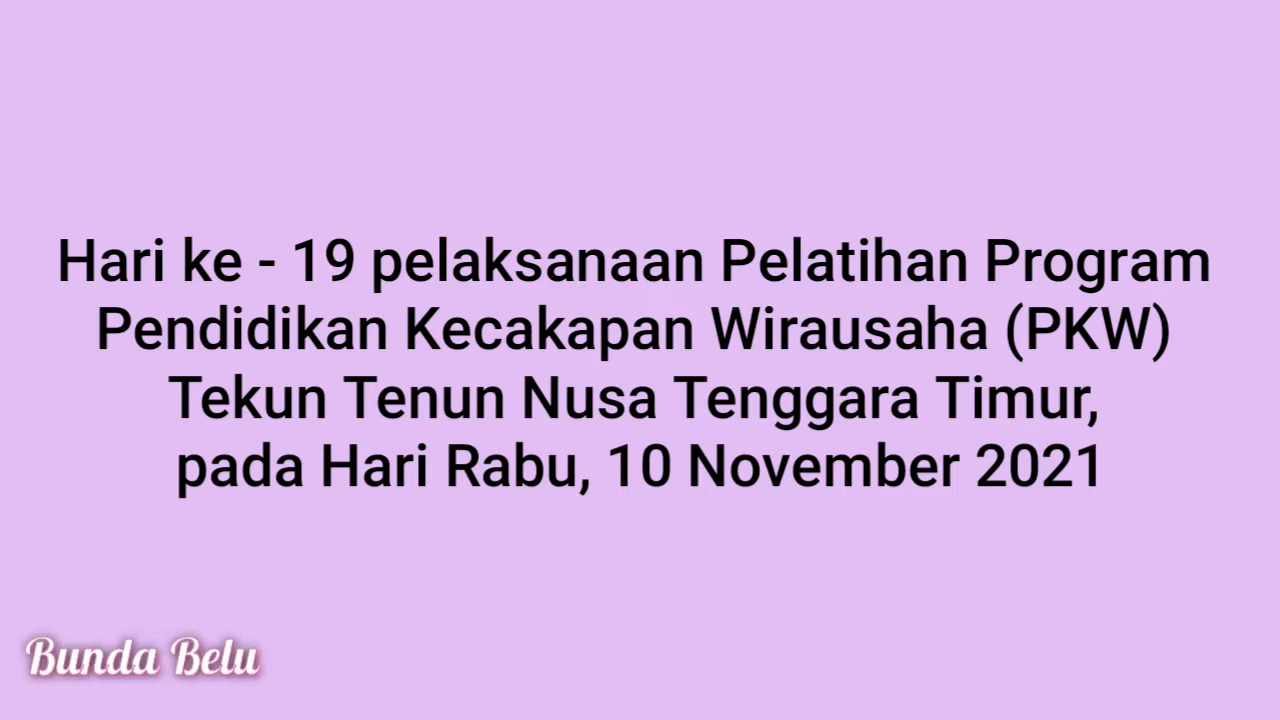 Hari ke - 19 pelaksanaan Pelatihan Program
Pendidikan Kecakapan Wirausaha (PKW)
Tekun Tenun Nusa Tenggara Timur,
pada Hari Rabu, 10 November 2021
Bunda Belu